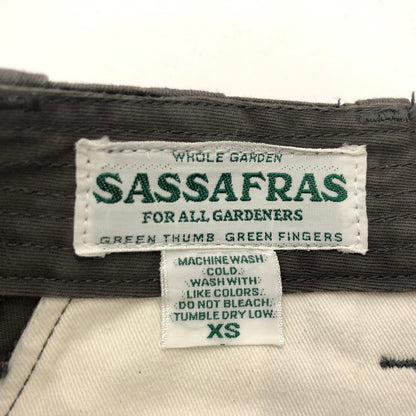 WHOLE GARDEN
SASSAFRAS
FOR ALL GARDENERS
GREEN THUMB GREEN FINGERS
MACHINE WASH
COLD.
WASH WITH
LIKE COLORS.
DO NOT BLEACH.
TUMBLE DRY LOW.
XS